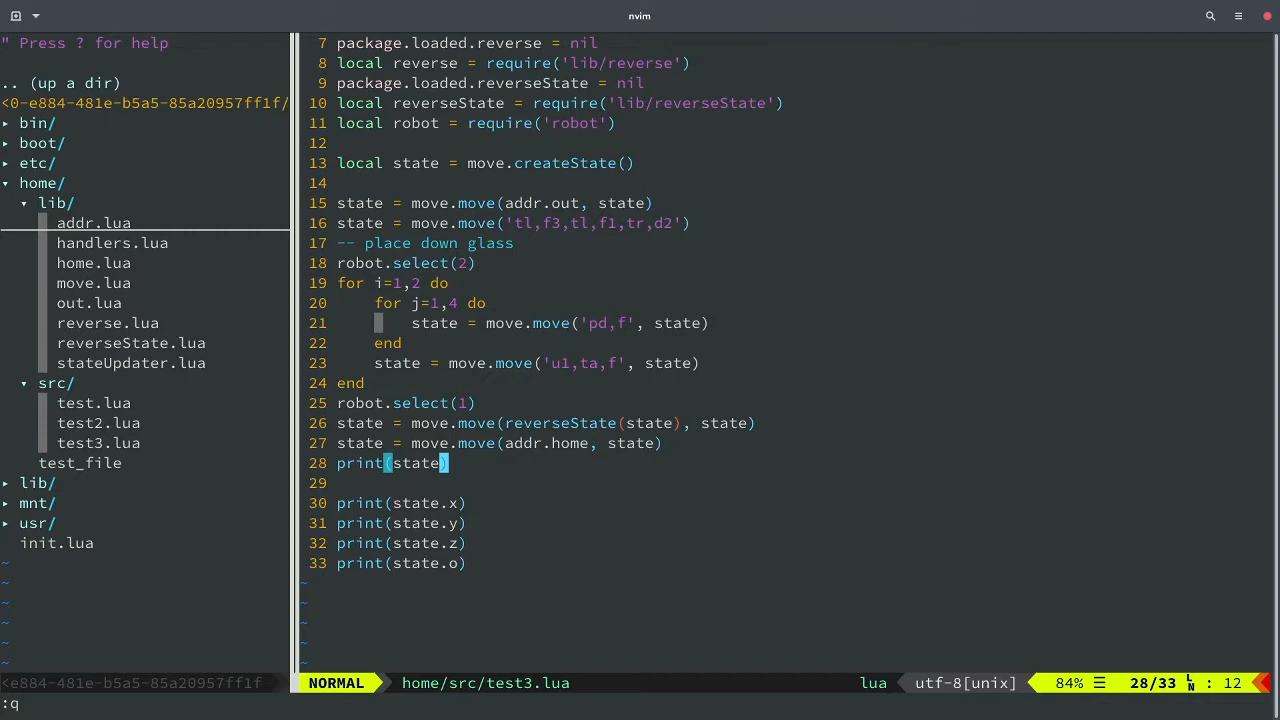 nvim
" Press ? for help
.. (up a dir)
<0-e884-481e-b5a5-85a20957ff1f/
▸ bin/
▸ boot/
▸ etc/
▾ home/
▾ lib/
addr.lua
handlers.lua
home.lua
move.lua
out.lua
reverse.lua
reverseState.lua
stateUpdater.lua
▾ src/
test.lua
test2.lua
test3.lua
test_file
▸ lib/
▸ mnt/
▸ usr/
init.lua
~
~
~
~
~
~
7 package.loaded.reverse = nil
8 local reverse = require('lib/reverse')
9 package.loaded.reverseState = nil
10 local reverseState = require('lib/reverseState')
11 local robot = require('robot')
12
13 local state = move.createState()
14
15 state = move.move(addr.out, state)
16 state = move.move('tl,f3,tl,f1,tr,d2')
17 -- place down glass
18 robot.select(2)
19 for i=1,2 do
20     for j=1,4 do
21         state = move.move('pd,f', state)
22     end
23     state = move.move('u1,ta,f', state)
24 end
25 robot.select(1)
26 state = move.move(reverseState(state), state)
27 state = move.move(addr.home, state)
28 print(state)
29
30 print(state.x)
31 print(state.y)
32 print(state.z)
33 print(state.o)
~
~
~
~
~
<e884-481e-b5a5-85a20957ff1f
NORMAL home/src/test3.lua lua utf-8[unix] 84% ☰ 28/33 LN : 12
:q